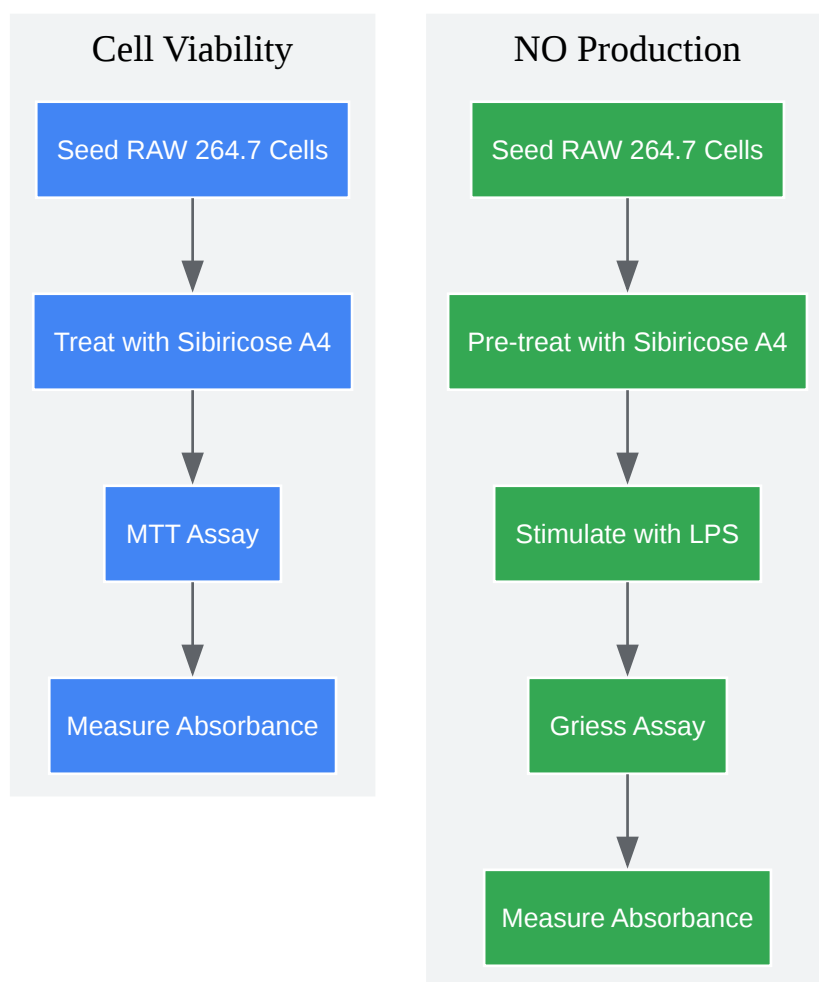 Cell Viability
Seed RAW 264.7 Cells
Treat with Sibiricose A4
MTT Assay
Measure Absorbance
NO Production
Seed RAW 264.7 Cells
Pre-treat with Sibiricose A4
Stimulate with LPS
Griess Assay
Measure Absorbance